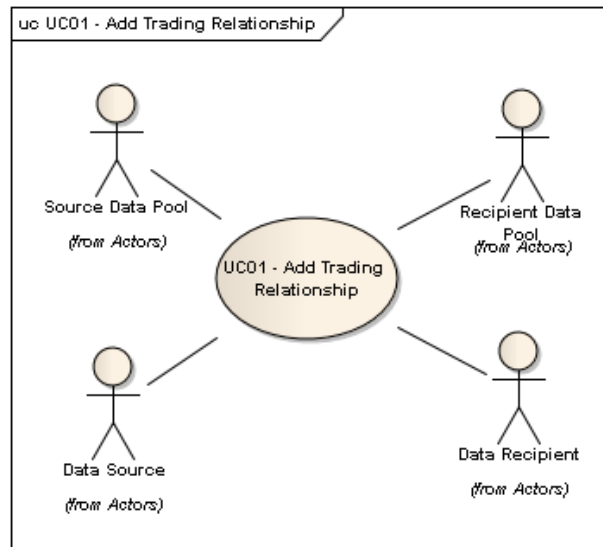 uc UC01 - Add Trading Relationship
Source Data Pool
(from Actors)
Recipient Data
Pool
(from Actors)
UC01 - Add Trading
Relationship
Data Source
(from Actors)
Data Recipient
(from Actors)